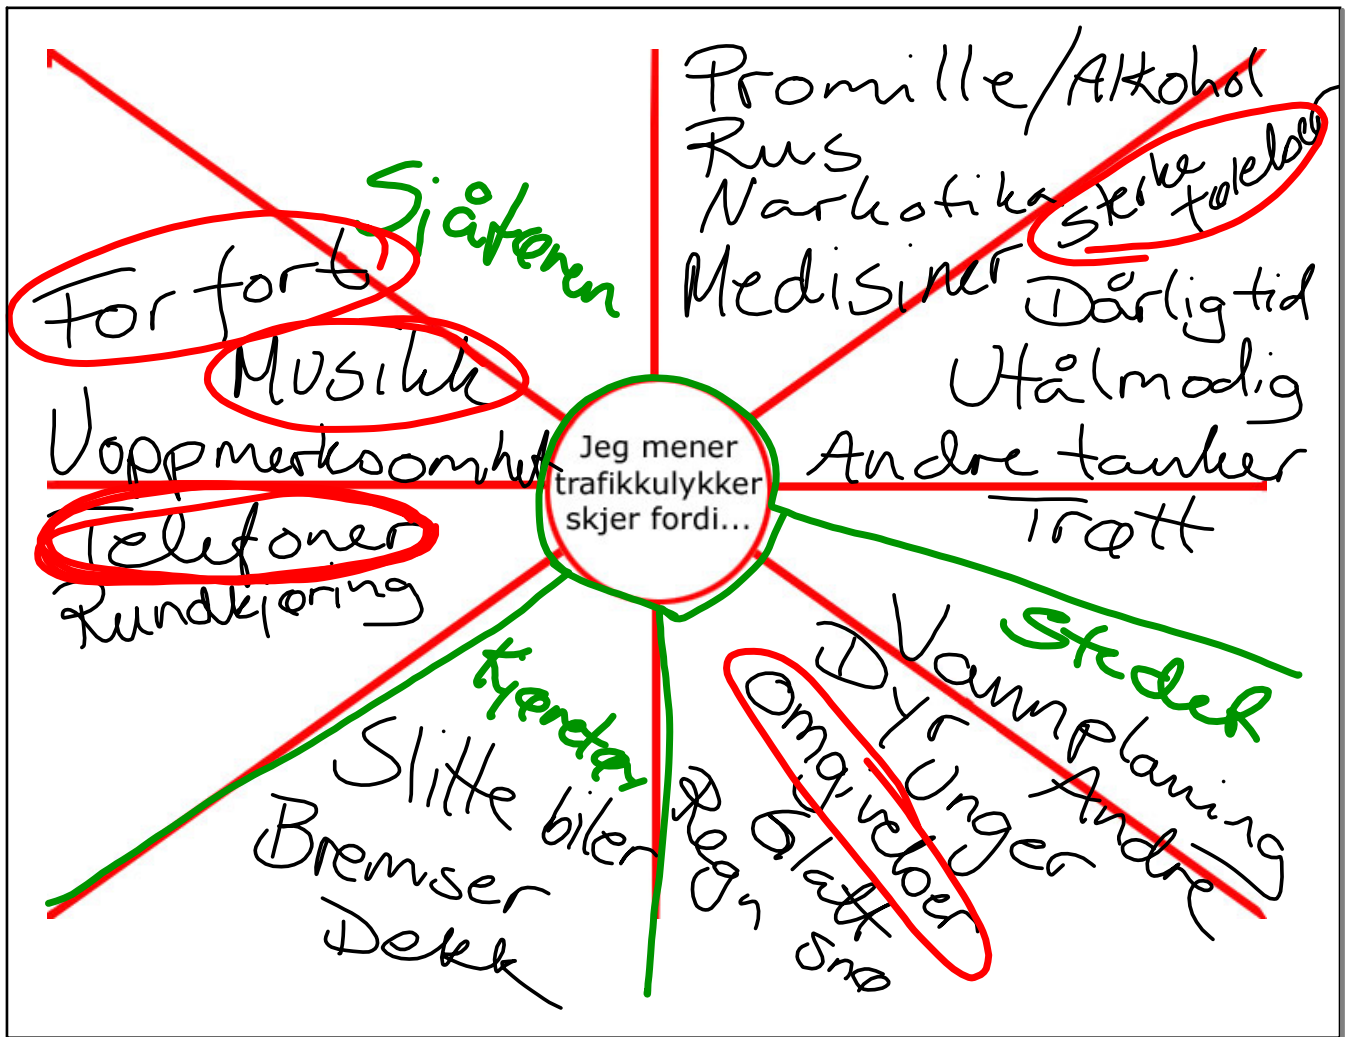 Promille/Alkohol
Rus
Narkotika
Medisiner
sterke
følelser
Dårlig tid
Utålmodig
Andre tanker
Trøtt
Sjåføren
For fort
Musikk
Uoppmerksomhet
Telefoner
Rundkjøring
Jeg mener
trafikkulykker
skjer fordi...
Steder
Vannplaning
Dyr
Unger
Andre
Omgivelser
Glatt
Regn
Snø
Kjøretøy
Slitte biler
Bremser
Dekk